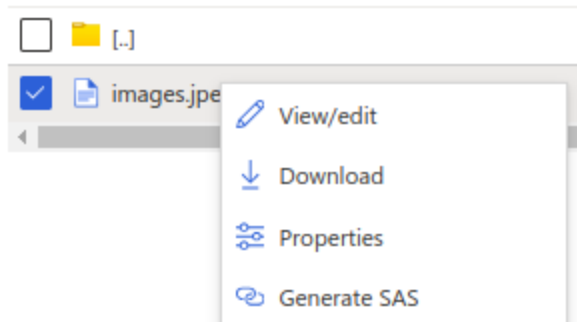 [..]
images.jpe
View/edit
Download
Properties
Generate SAS